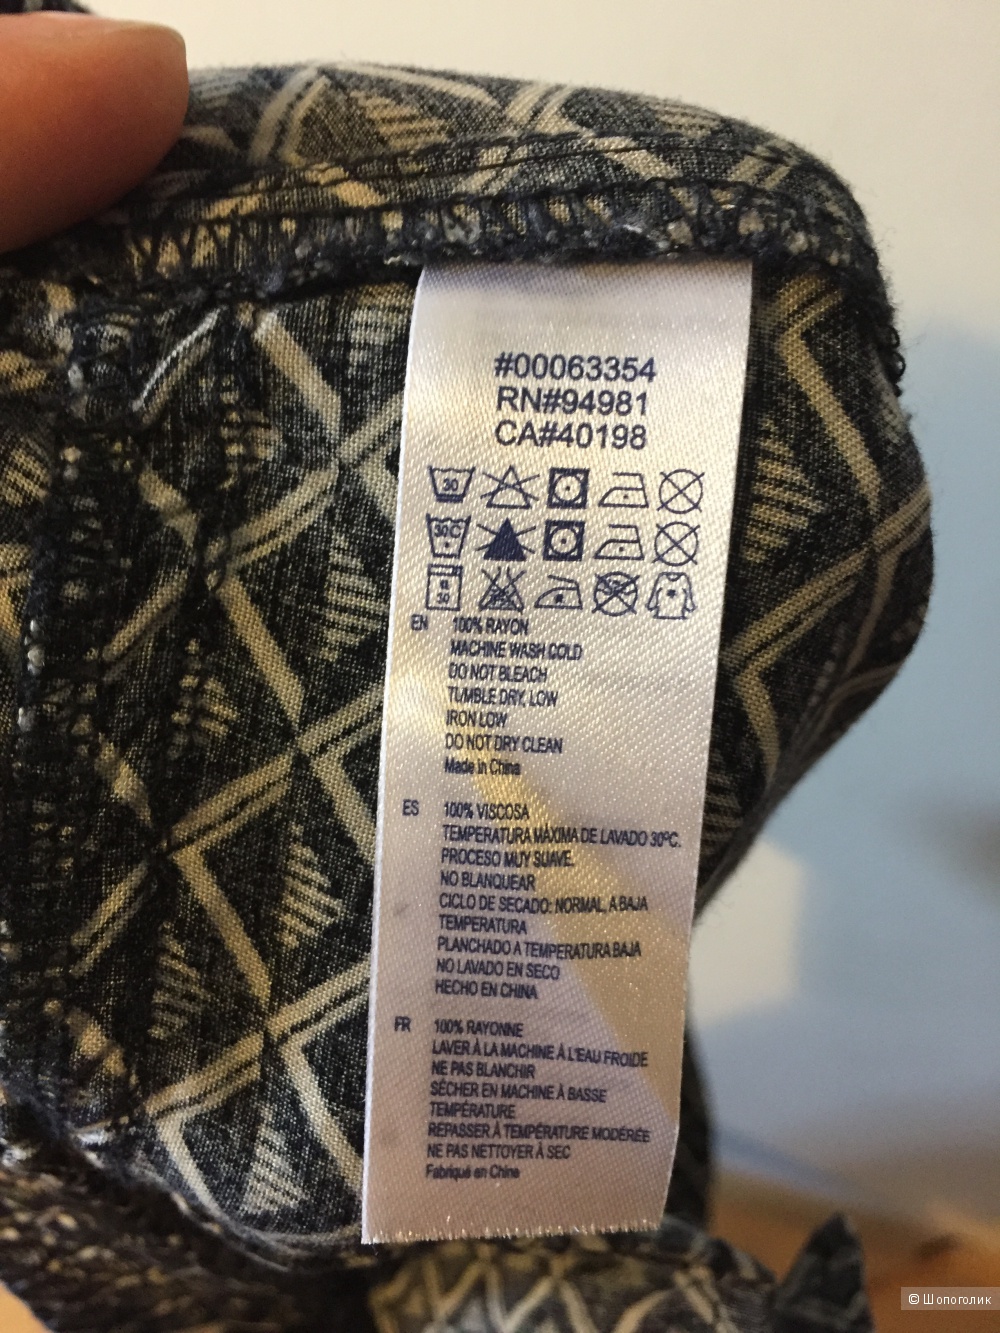 #00063354
RN#94981
CA#40198
30
30C
EN 100% RAYON
MACHINE WASH COLD
DO NOT BLEACH
TUMBLE DRY, LOW
IRON LOW
DO NOT DRY CLEAN
Made in China
ES 100% VISCOSA
TEMPERATURA MÁXIMA DE LAVADO 30ºC.
PROCESO MUY SUAVE.
NO BLANQUEAR
CICLO DE SECADO: NORMAL, A BAJA
TEMPERATURA
PLANCHADO A TEMPERATURA BAJA
NO LAVADO EN SECO
HECHO EN CHINA
FR 100% RAYONNE
LAVER À LA MACHINE À L'EAU FROIDE
NE PAS BLANCHIR
SÉCHER EN MACHINE À BASSE
TEMPÉRATURE
REPASSER À TEMPÉRATURE MODÉRÉE
NE PAS NETTOYER À SEC
Fabriqué en Chine
© Шопоголик